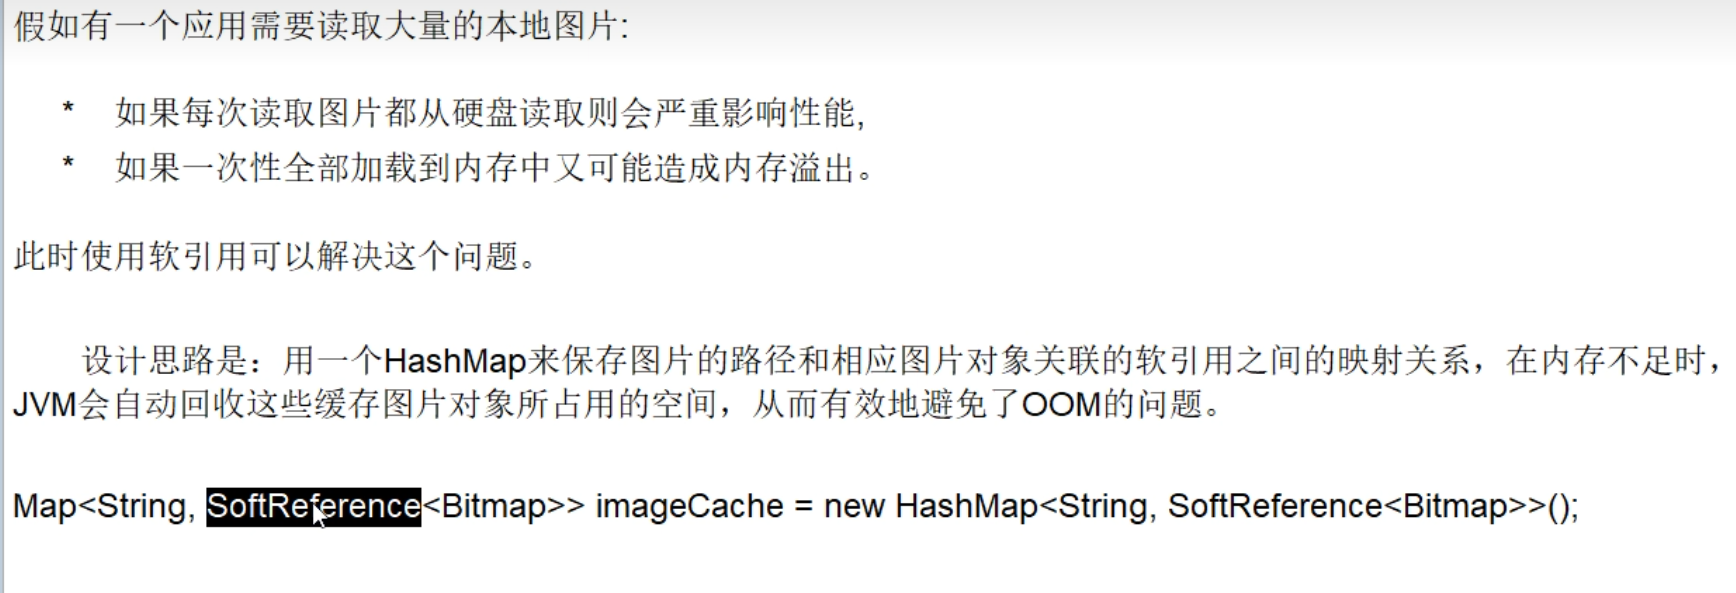 假如有一个应用需要读取大量的本地图片:
* 如果每次读取图片都从硬盘读取则会严重影响性能,
* 如果一次性全部加载到内存中又可能造成内存溢出。
此时使用软引用可以解决这个问题。
设计思路是：用一个HashMap来保存图片的路径和相应图片对象关联的软引用之间的映射关系，在内存不足时，
JVM会自动回收这些缓存图片对象所占用的空间，从而有效地避免了OOM的问题。
Map<String, SoftReference<Bitmap>> imageCache = new HashMap<String, SoftReference<Bitmap>>();